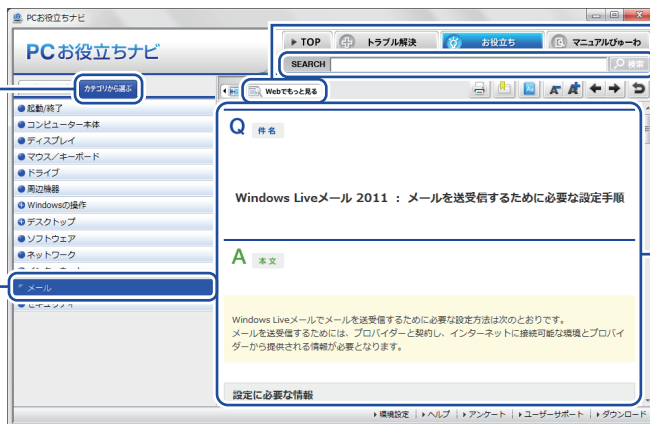 PCお役立ちナビ
PCお役立ちナビ
TOP
トラブル解決
お役立ち
マニュアルびゅーわ
SEARCH
検索
カテゴリから選ぶ
Webでもっと見る
起動/終了
コンピューター本体
ディスプレイ
マウス/キーボード
ドライブ
周辺機器
Windowsの操作
デスクトップ
ソフトウェア
ネットワーク
メール
セキュリティ
Q 件名
Windows Liveメール 2011 : メールを送受信するために必要な設定手順
A 本文
Windows Liveメールでメールを送受信するために必要な設定方法は次のとおりです。
メールを送受信するためには、プロバイダーと契約し、インターネットに接続可能な環境とプロバイ
ダーから提供される情報が必要となります。
設定に必要な情報
環境設定 ヘルプ アンケート ユーザーサポート ダウンロード